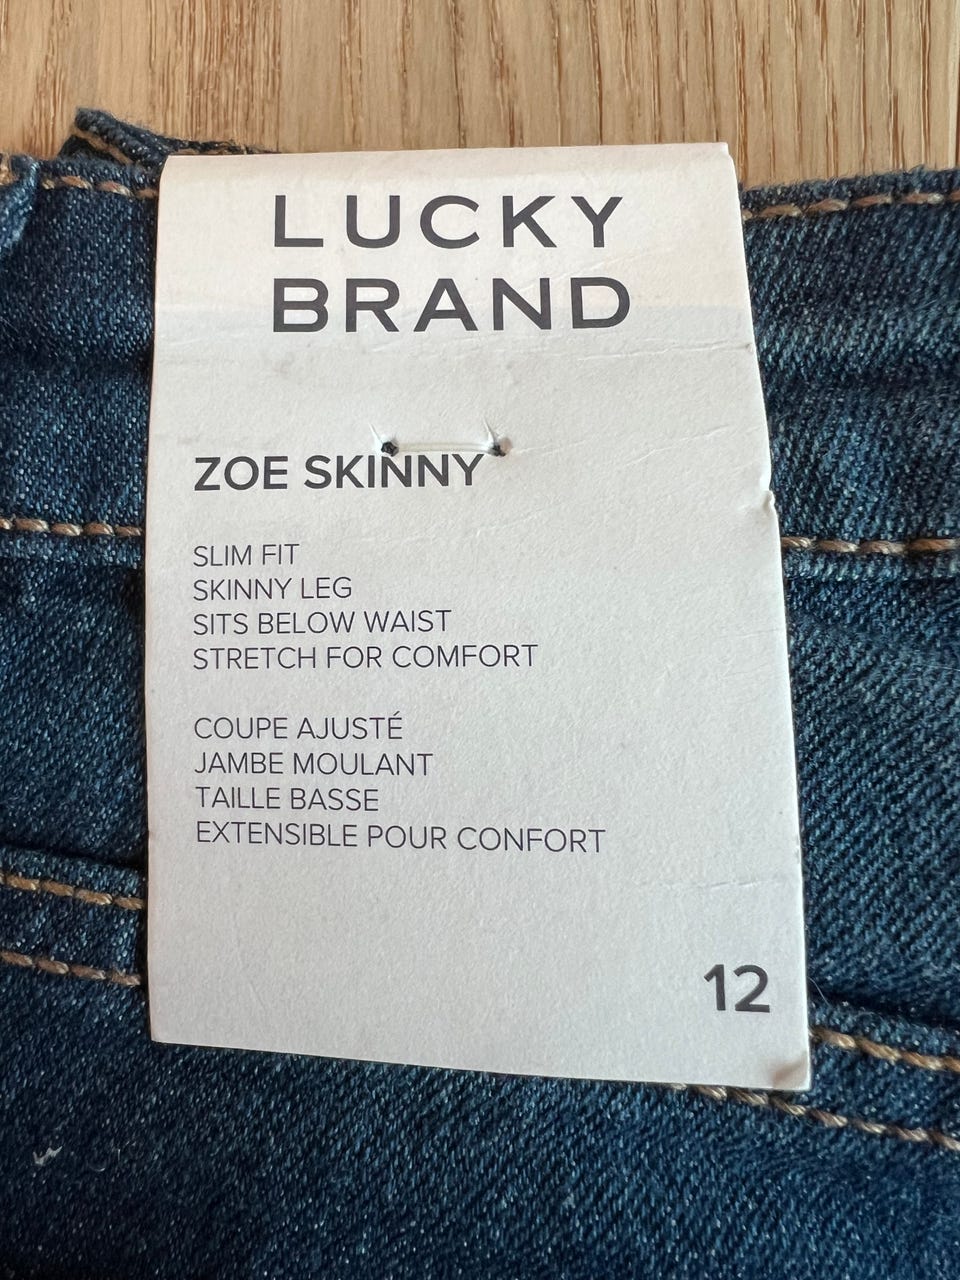 LUCKY
BRAND
ZOE SKINNY
SLIM FIT
SKINNY LEG
SITS BELOW WAIST
STRETCH FOR COMFORT
COUPE AJUSTÉ
JAMBE MOULANT
TAILLE BASSE
EXTENSIBLE POUR CONFORT
12